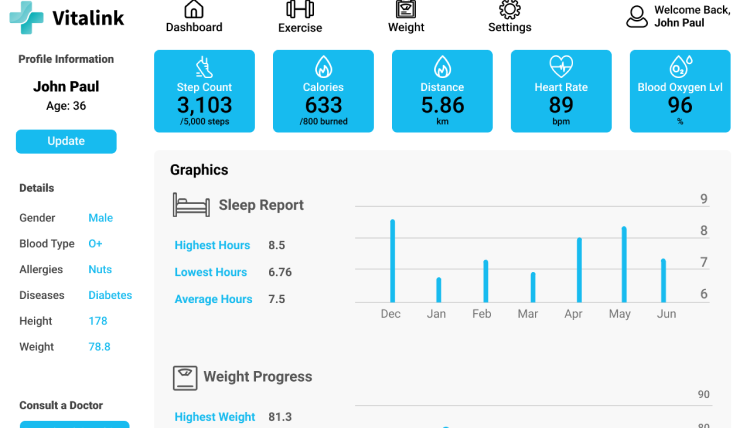 Vitalink
Dashboard
Exercise
Weight
Settings
Welcome Back,
John Paul
Profile Information
John Paul
Age: 36
Update
Details
Gender Male
Blood Type O+
Allergies Nuts
Diseases Diabetes
Height 178
Weight 78.8
Consult a Doctor
Step Count
3,103
/5,000 steps
Calories
633
/800 burned
Distance
5.86
km
Heart Rate
89
bpm
O2
Blood Oxygen Lvl
96
%
Graphics
Sleep Report
Highest Hours 8.5
Lowest Hours 6.76
Average Hours 7.5
9
8
7
6
Dec Jan Feb Mar Apr May Jun
Weight Progress
Highest Weight 81.3
90
80